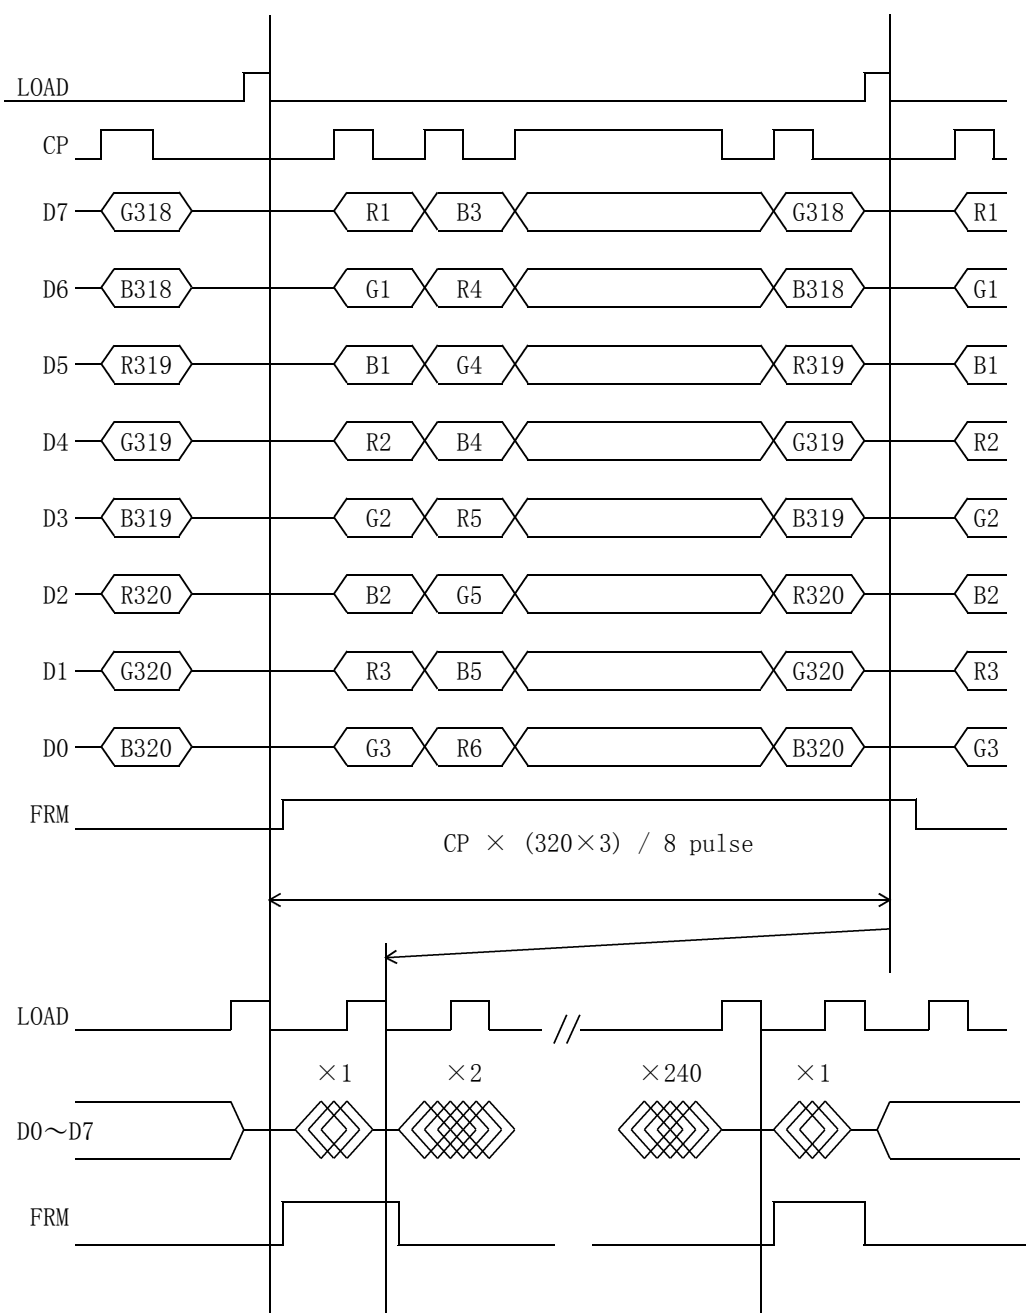 LOAD
CP
D7 G318 R1 B3 G318 R1
D6 B318 G1 R4 B318 G1
D5 R319 B1 G4 R319 B1
D4 G319 R2 B4 G319 R2
D3 B319 G2 R5 B319 G2
D2 R320 B2 G5 R320 B2
D1 G320 R3 B5 G320 R3
D0 B320 G3 R6 B320 G3
FRM
CP × (320×3) / 8 pulse
LOAD
×1 ×2 ×240 ×1
D0～D7
FRM